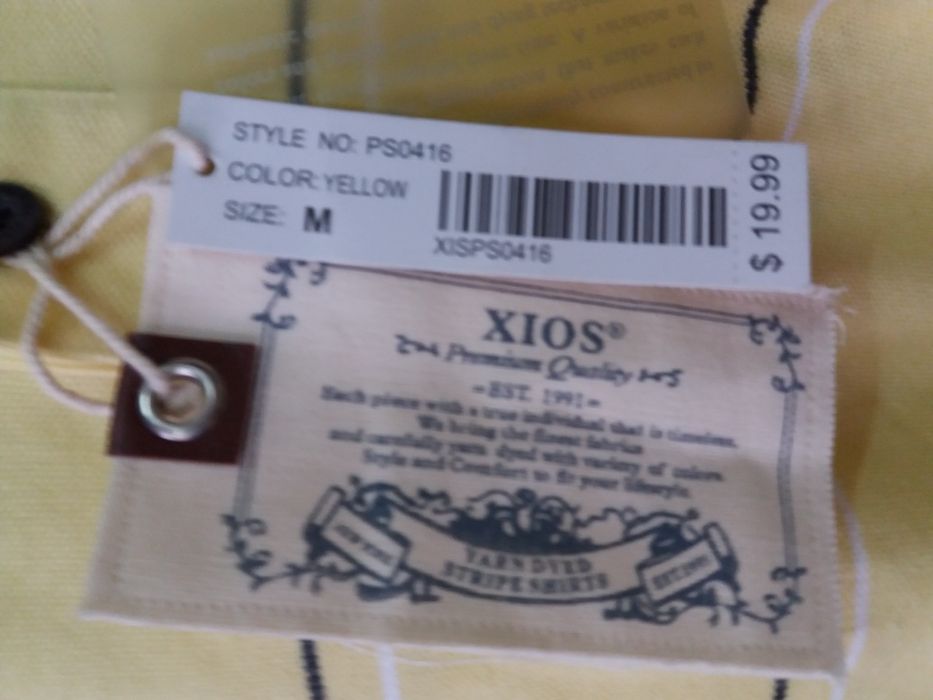 STYLE NO: PS0416
COLOR: YELLOW
SIZE: M
XISPS0416
$ 19.99
XIOS®
Premium Quality
EST. 1991
Each piece with a true individual that is timeless.
We bring the finest fabrics
and carefully yarn dyed with variety of colors
Style and Comfort to fit your lifestyle.
YARN DYED
STRIPE SHIRTS